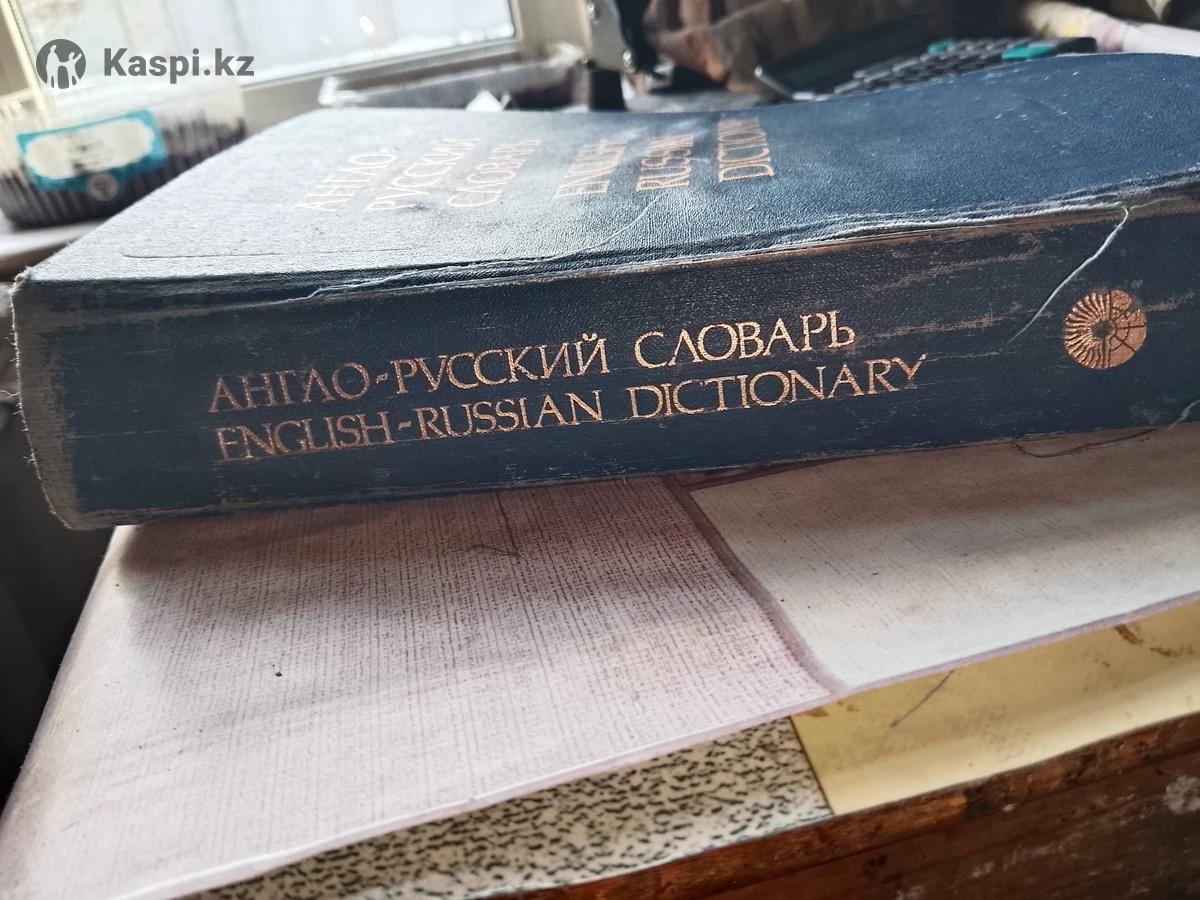 Kaspi.kz
АНГЛО-
РУССКИЙ
СЛОВАРЬ
ENGLISH-
RUSSIAN
DICTIONARY
АНГЛО-РУССКИЙ СЛОВАРЬ
ENGLISH-RUSSIAN DICTIONARY